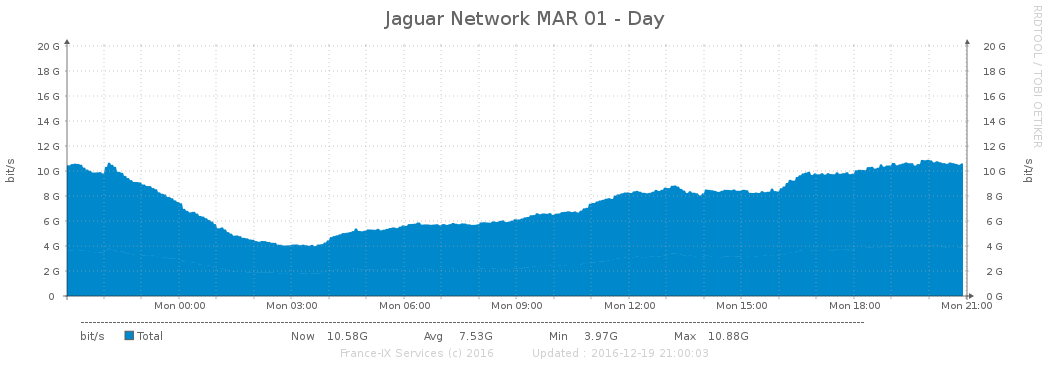 Jaguar Network MAR 01 - Day
RRDTOOL / TOBI OETIKER
bit/s
bit/s
20 G 20 G
18 G 18 G
16 G 16 G
14 G 14 G
12 G 12 G
10 G 10 G
8 G 8 G
6 G 6 G
4 G 4 G
2 G 2 G
0 0 G
Mon 00:00 Mon 03:00 Mon 06:00 Mon 09:00 Mon 12:00 Mon 15:00 Mon 18:00 Mon 21:00
bit/s Total Now 10.58G Avg 7.53G Min 3.97G Max 10.88G
France-IX Services (c) 2016 Updated : 2016-12-19 21:00:03